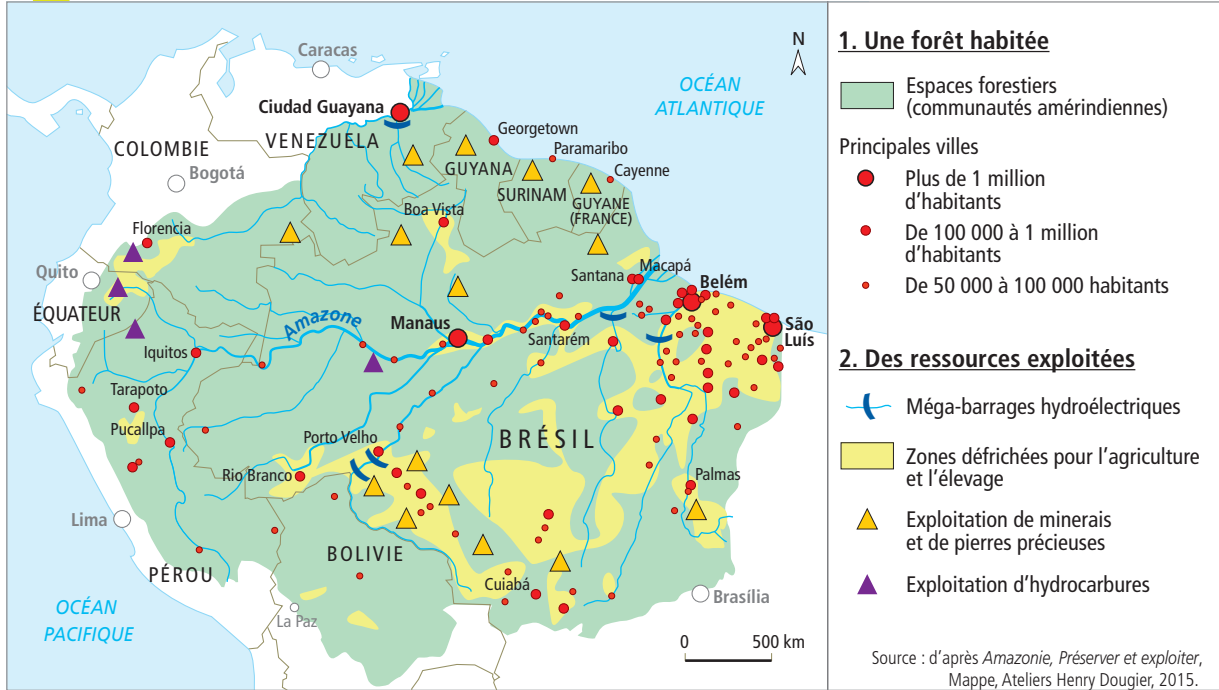 Caracas
N
OCÉAN
ATLANTIQUE
Ciudad Guayana
VENEZUELA
COLOMBIE
Georgetown
Paramaribo
Bogotá
GUYANA
Cayenne
SURINAM
GUYANE
(FRANCE)
Boa Vista
Florencia
Quito
Santana
Macapá
Belém
ÉQUATEUR
Amazone
Manaus
São
Luís
Santarém
Iquitos
Tarapoto
Pucallpa
BRÉSIL
Porto Velho
Rio Branco
Palmas
Lima
BOLIVIE
PÉROU
Cuiabá
Brasília
OCÉAN
PACIFIQUE
La Paz
0 500 km
1. Une forêt habitée
Espaces forestiers
(communautés amérindiennes)
Principales villes
Plus de 1 million
d'habitants
De 100 000 à 1 million
d'habitants
De 50 000 à 100 000 habitants
2. Des ressources exploitées
Méga-barrages hydroélectriques
Zones défrichées pour l'agriculture
et l'élevage
Exploitation de minerais
et de pierres précieuses
Exploitation d'hydrocarbures
Source : d'après Amazonie, Préserver et exploiter,
Mappe, Ateliers Henry Dougier, 2015.